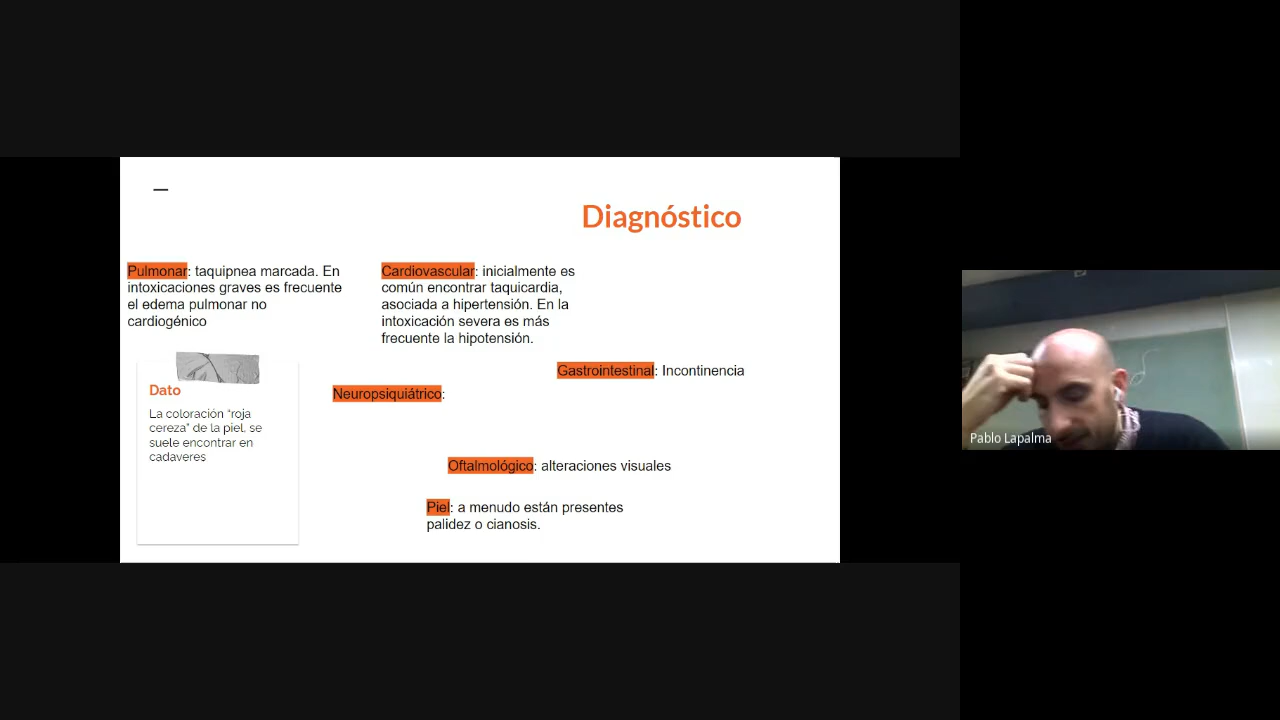 Diagnóstico
Pulmonar: taquipnea marcada. En
intoxicaciones graves es frecuente
el edema pulmonar no
cardiogénico
Cardiovascular: inicialmente es
común encontrar taquicardia,
asociada a hipertensión. En la
intoxicación severa es más
frecuente la hipotensión.
Gastrointestinal: Incontinencia
Neuropsiquiátrico:
Dato
La coloración “roja
cereza” de la piel, se
suele encontrar en
cadaveres
Oftalmológico: alteraciones visuales
Piel: a menudo están presentes
palidez o cianosis.
Pablo Lapalma